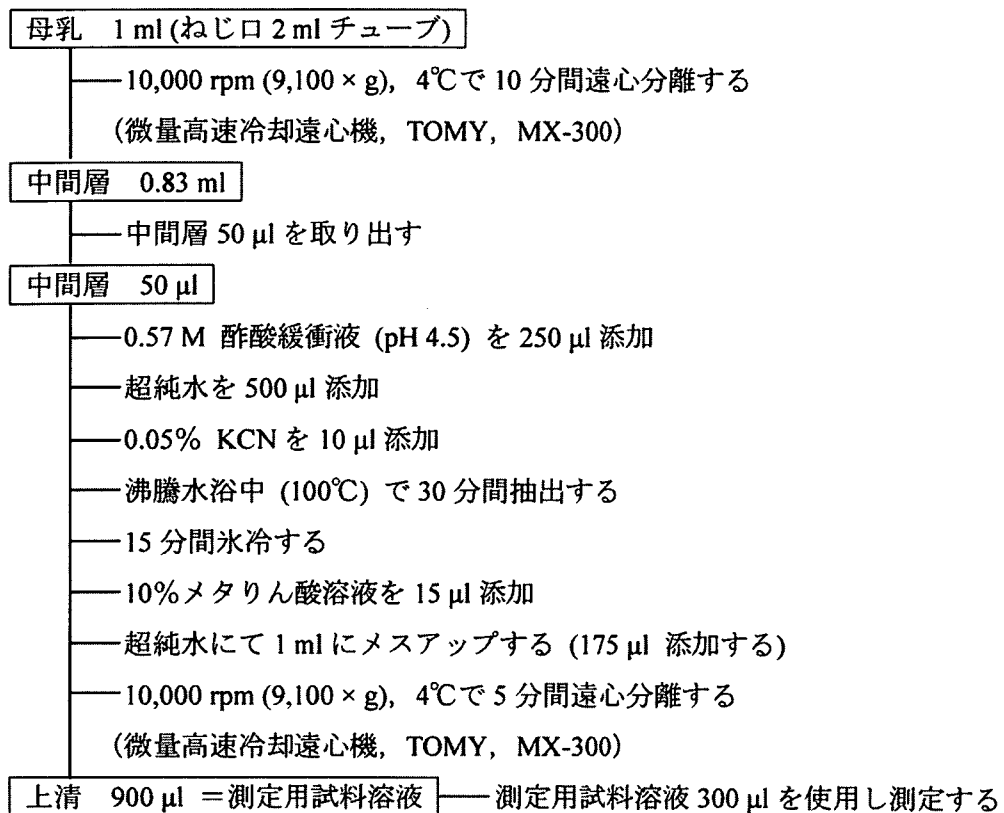 母乳 1 ml (ねじ口 2 ml チューブ)
10,000 rpm (9,100 × g), 4℃で 10 分間遠心分離する
(微量高速冷却遠心機, TOMY, MX-300)
中間層 0.83 ml
中間層 50 µl を取り出す
中間層 50 µl
0.57 M 酢酸緩衝液 (pH 4.5) を 250 µl 添加
超純水を 500 µl 添加
0.05% KCN を 10 µl 添加
沸騰水浴中 (100℃) で 30 分間抽出する
15 分間氷冷する
10%メタりん酸溶液を 15 µl 添加
超純水にて 1 ml にメスアップする (175 µl 添加する)
10,000 rpm (9,100 × g), 4℃で 5 分間遠心分離する
(微量高速冷却遠心機, TOMY, MX-300)
上清 900 µl =測定用試料溶液 測定用試料溶液 300 µl を使用し測定する